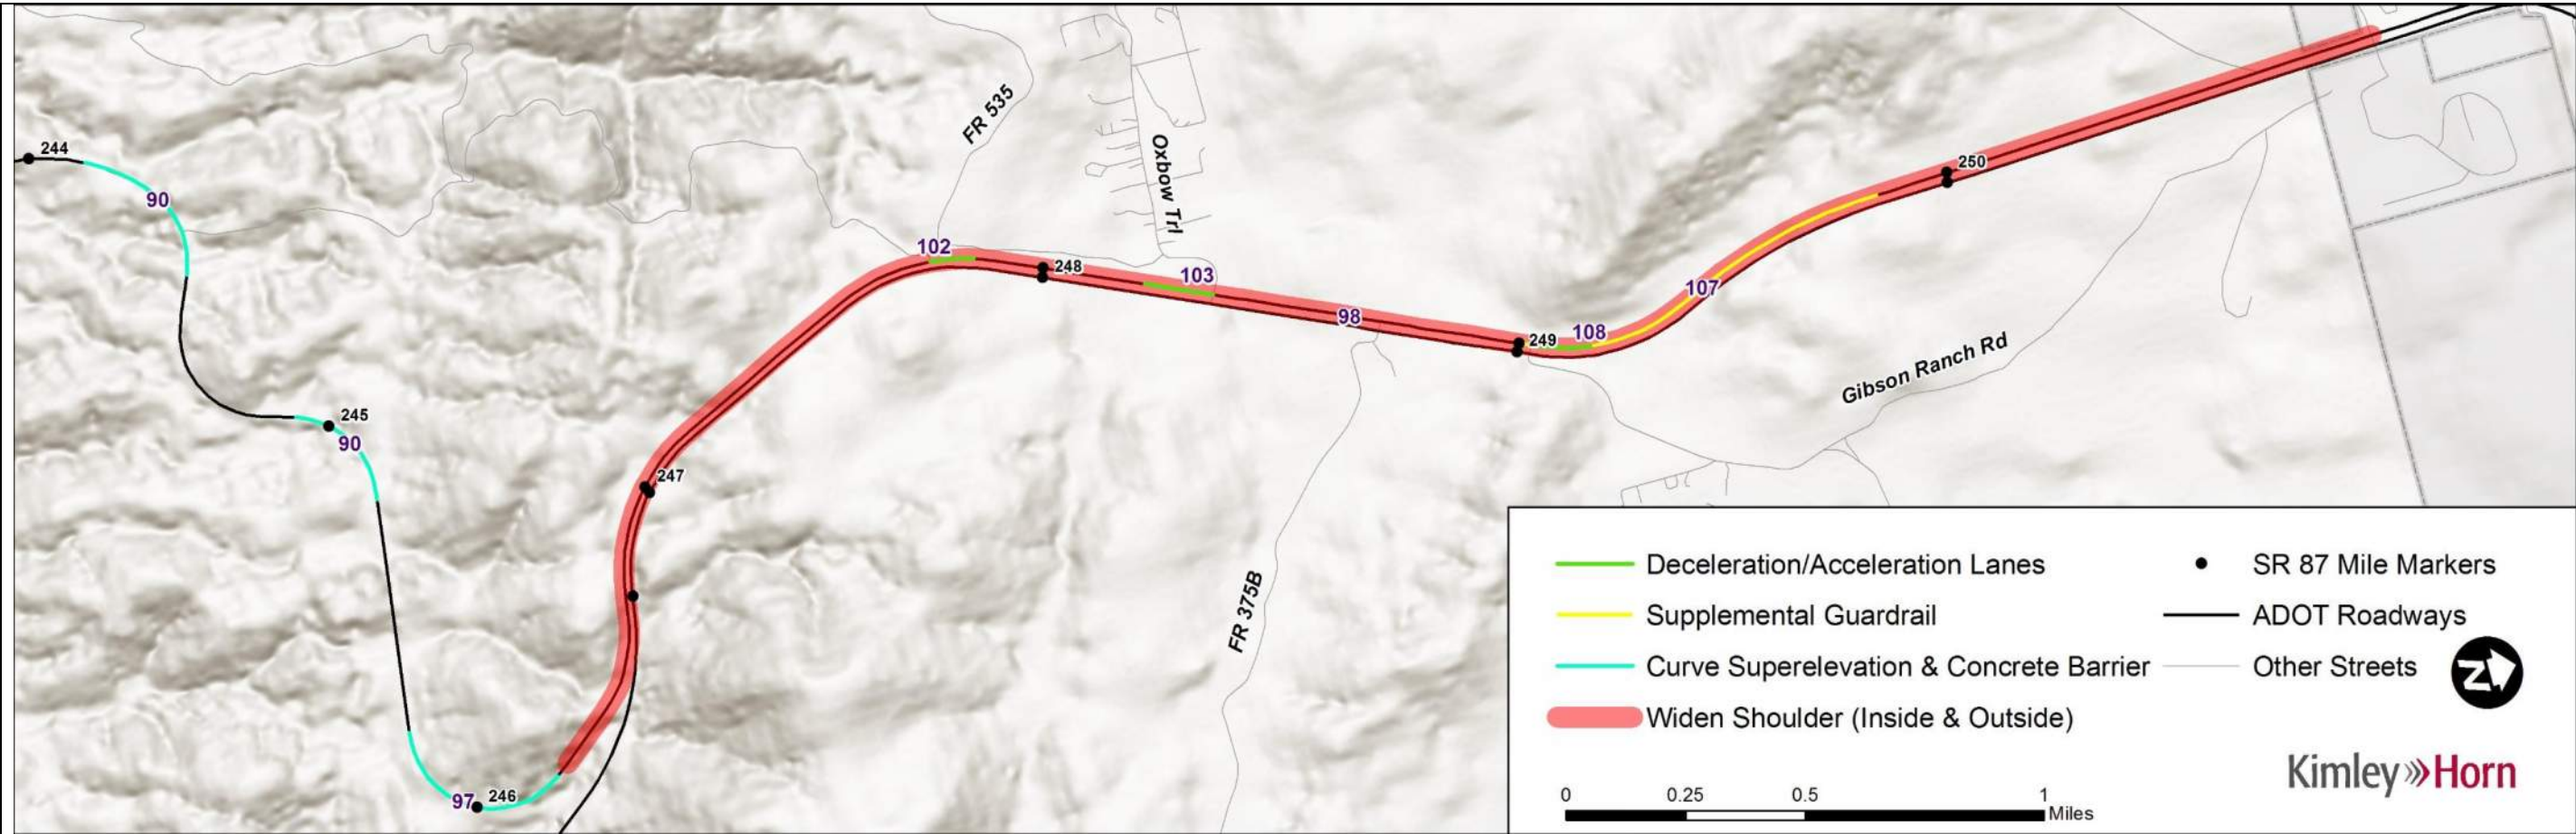 FR 535
Oxbow Trl
244
90
250
102
248
103
107
98
249
108
Gibson Ranch Rd
245
90
247
FR 375B
97
246
Deceleration/Acceleration Lanes
Supplemental Guardrail
Curve Superelevation & Concrete Barrier
Widen Shoulder (Inside & Outside)
SR 87 Mile Markers
ADOT Roadways
Other Streets
Z
0 0.25 0.5 1
Miles
Kimley»Horn